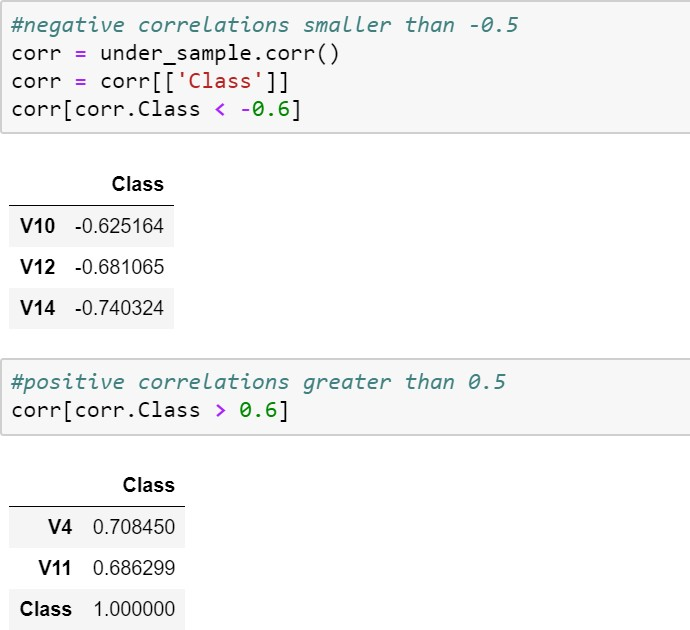 #negative correlations smaller than -0.5
corr = under_sample.corr()
corr = corr[['Class']]
corr[corr.Class < -0.6]
Class
V10 -0.625164
V12 -0.681065
V14 -0.740324
#positive correlations greater than 0.5
corr[corr.Class > 0.6]
Class
V4 0.708450
V11 0.686299
Class 1.000000